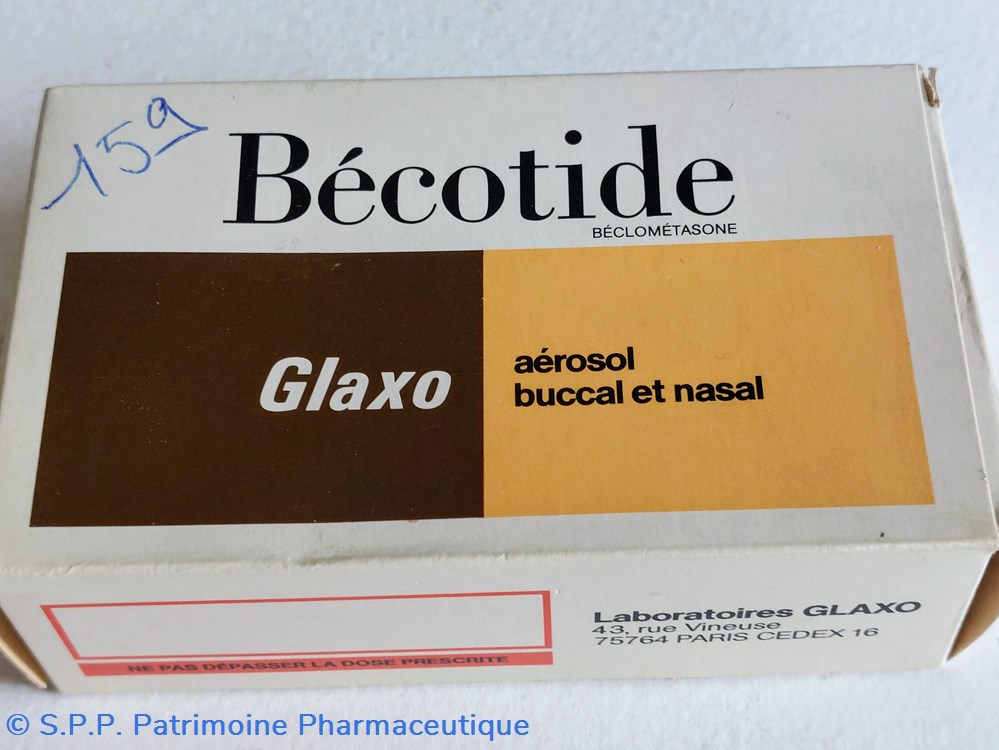 159
Bécotide
BÉCLOMÉTASONE
Glaxo
aérosol
buccal et nasal
Laboratoires GLAXO
43, rue Vineuse
75764 PARIS CEDEX 16
NE PAS DÉPASSER LA DOSE PRESCRITE
© S.P.P. Patrimoine Pharmaceutique